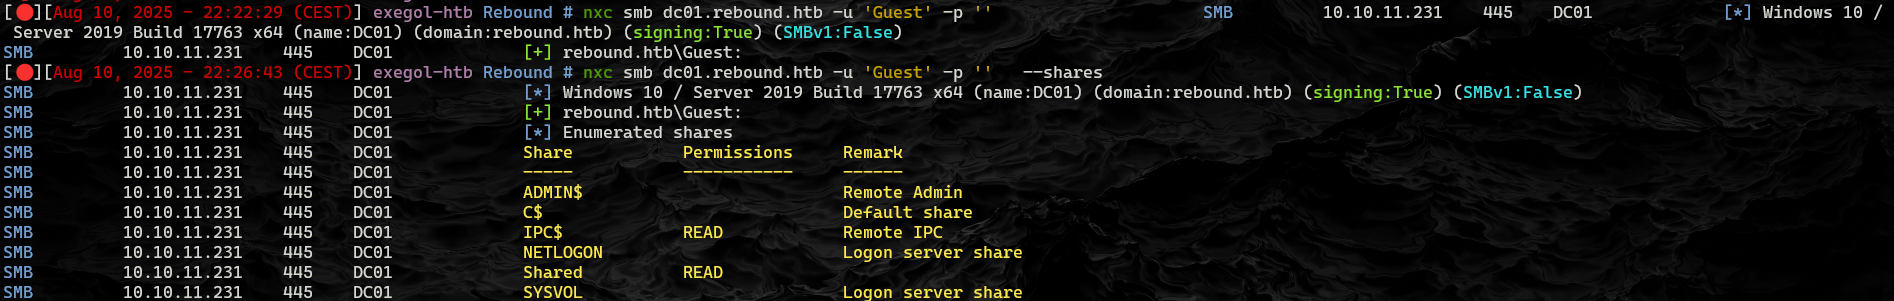 [🔴][Aug 10, 2025 - 22:22:29 (CEST)] exegol-htb Rebound # nxc smb dc01.rebound.htb -u 'Guest' -p ''                     SMB         10.10.11.231    445    DC01             [*] Windows 10 /
 Server 2019 Build 17763 x64 (name:DC01) (domain:rebound.htb) (signing:True) (SMBv1:False)
SMB         10.10.11.231    445    DC01             [+] rebound.htb\Guest:
[🔴][Aug 10, 2025 - 22:26:43 (CEST)] exegol-htb Rebound # nxc smb dc01.rebound.htb -u 'Guest' -p ''   --shares
SMB         10.10.11.231    445    DC01             [*] Windows 10 / Server 2019 Build 17763 x64 (name:DC01) (domain:rebound.htb) (signing:True) (SMBv1:False)
SMB         10.10.11.231    445    DC01             [+] rebound.htb\Guest:
SMB         10.10.11.231    445    DC01             [*] Enumerated shares
SMB         10.10.11.231    445    DC01             Share           Permissions     Remark
SMB         10.10.11.231    445    DC01             -----           -----------     ------
SMB         10.10.11.231    445    DC01             ADMIN$                          Remote Admin
SMB         10.10.11.231    445    DC01             C$                              Default share
SMB         10.10.11.231    445    DC01             IPC$            READ            Remote IPC
SMB         10.10.11.231    445    DC01             NETLOGON                        Logon server share
SMB         10.10.11.231    445    DC01             Shared          READ
SMB         10.10.11.231    445    DC01             SYSVOL                          Logon server share